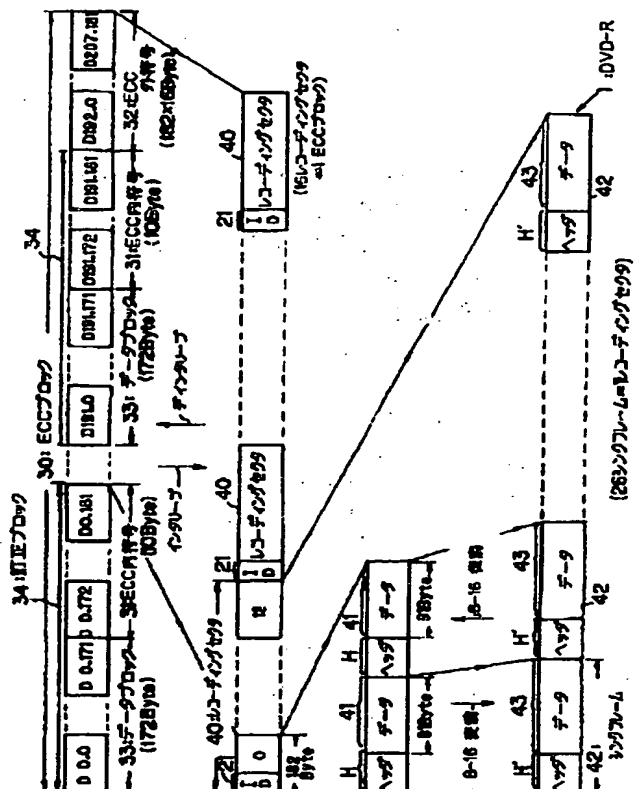 34:訂正ブロック
30:ECCブロック
34
D 0.0
D 0.171
D 0.172
D0.181
D191.0
D191.171
D191.172
D191.181
D192.0
D207.181
33:データブロック
(172Byte)
31:ECC内符号
(10Byte)
33:データブロック
(172Byte)
31:ECC内符号
(10Byte)
32:ECC
外符号
(182×16Byte)
インタリーブ
デインタリーブ
40:レコーディングセクタ
21
I
D
0
12
182
Byte
21
40
I
D
レコーディングセクタ
21
40
I
D
レコーディングセクタ
(16レコーディングセクタ
=1 ECCブロック)
H
41
H
41
ヘッダ
データ
ヘッダ
データ
91Byte
91Byte
8-16 変調
8-16 復調
H'
43
H'
43
H'
43
ヘッダ
データ
ヘッダ
データ
ヘッダ
データ
42:
シンクフレーム
42
42
:DVD-R
(26シンクフレーム=1レコーディングセクタ)